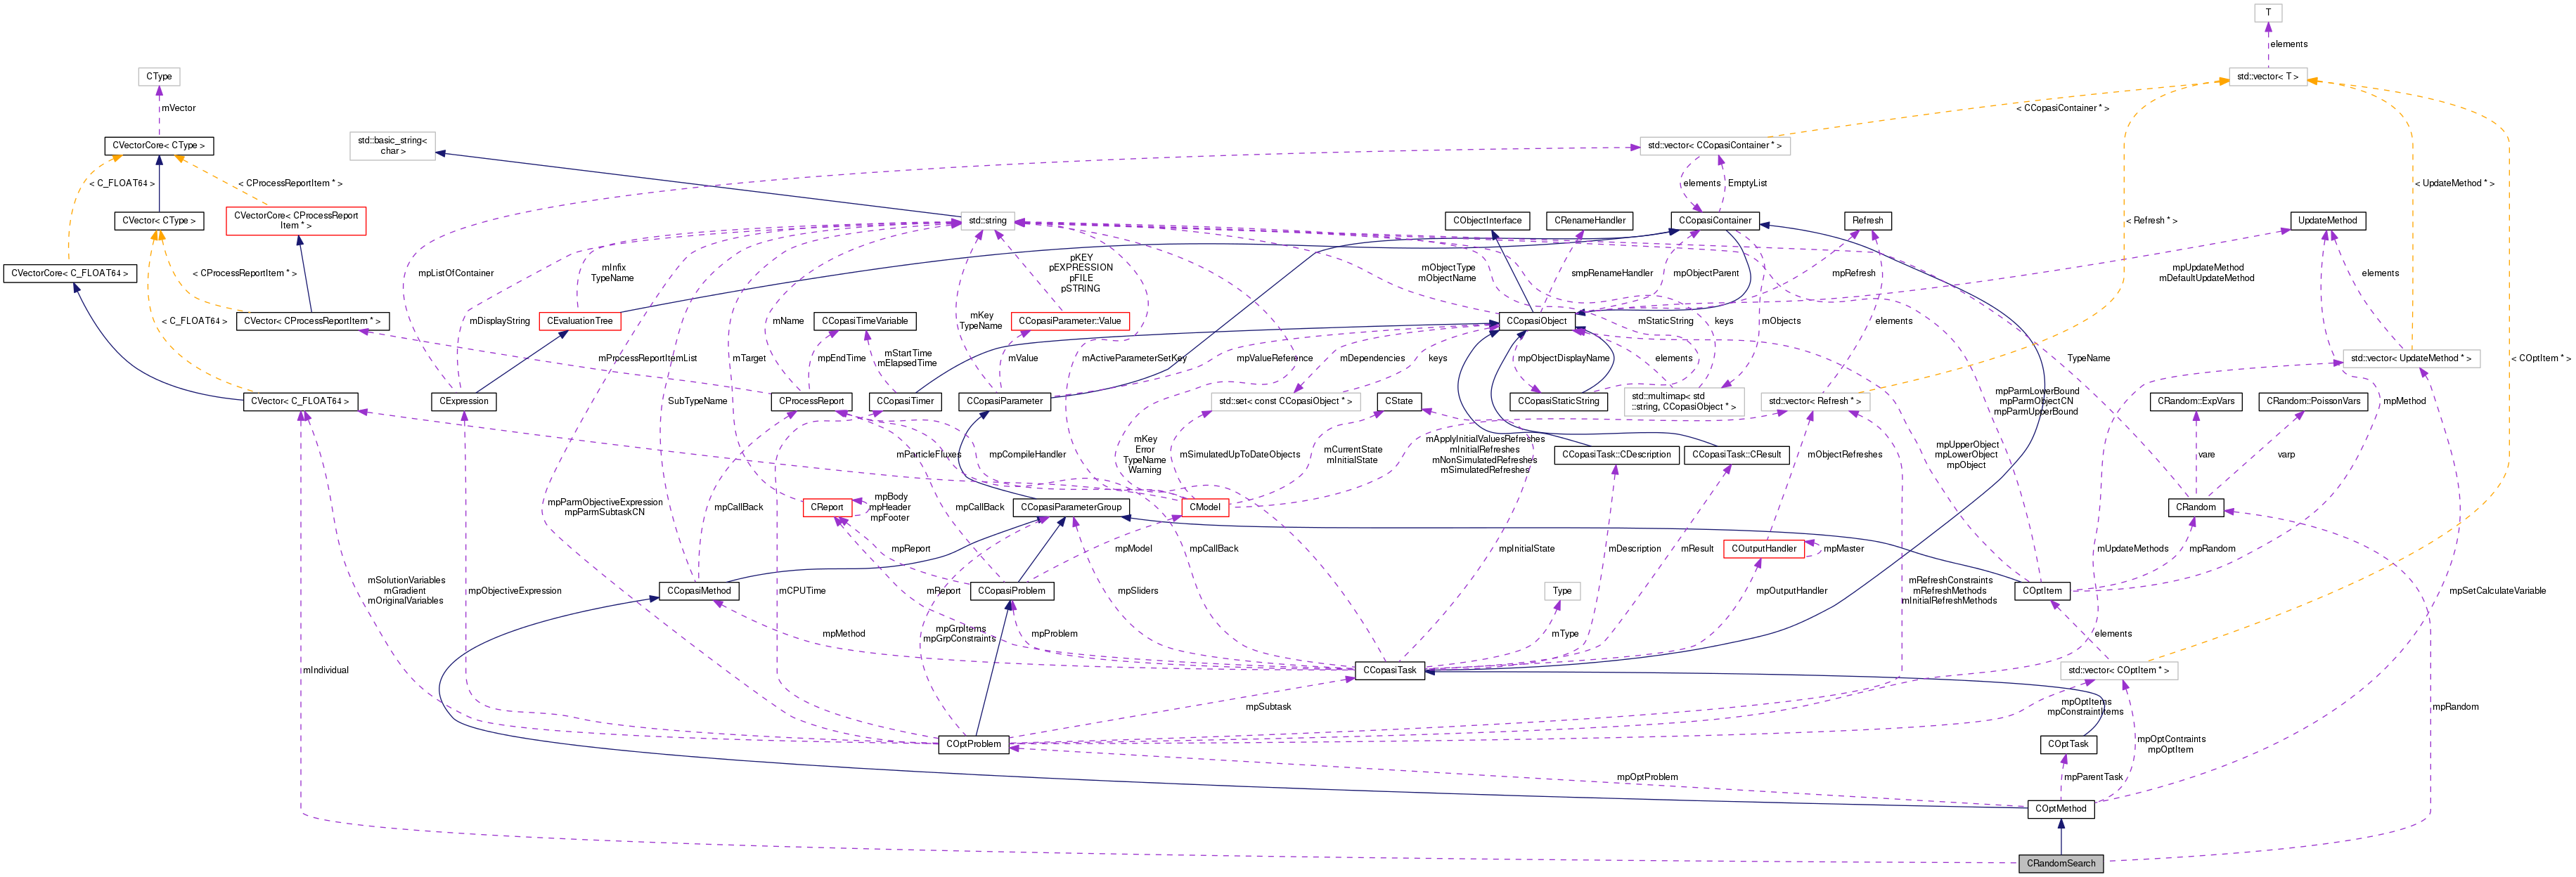 T
elements
CType
std::vector< T >
mVector
< CCopasiContainer * >
CVectorCore< CType >
std::basic_string<
char >
std::vector< CCopasiContainer * >
< C_FLOAT64 >
< CProcessReportItem * >
elements
EmptyList
< UpdateMethod * >
CVector< CType >
CVectorCore< CProcessReport
Item * >
std::string
CObjectInterface
CRenameHandler
CCopasiContainer
Refresh
< Refresh * >
UpdateMethod
CVectorCore< C_FLOAT64 >
< CProcessReportItem * >
mpListOfContainer
mInfix
TypeName
pKEY
pEXPRESSION
pFILE
pSTRING
mObjectType
mObjectName
smpRenameHandler
mpObjectParent
mpRefresh
mpUpdateMethod
mDefaultUpdateMethod
elements
< C_FLOAT64 >
CVector< CProcessReportItem * >
mDisplayString
CEvaluationTree
mName
CCopasiTimeVariable
mKey
TypeName
CCopasiParameter::Value
CCopasiObject
mStaticString
keys
mObjects
elements
mProcessReportItemList
mTarget
mpEndTime
mStartTime
mElapsedTime
mValue
mActiveParameterSetKey
mpValueReference
mDependencies
keys
mpObjectDisplayName
elements
TypeName
std::vector< UpdateMethod * >
< COptItem * >
CVector< C_FLOAT64 >
CExpression
SubTypeName
CProcessReport
CCopasiTimer
CCopasiParameter
std::set< const CCopasiObject * >
CState
CCopasiStaticString
std::multimap< std
::string, CCopasiObject * >
std::vector< Refresh * >
mpParmLowerBound
mpParmObjectCN
mpParmUpperBound
CRandom::ExpVars
CRandom::PoissonVars
mpMethod
mParticleFluxes
mpCompileHandler
mKey
Error
TypeName
Warning
mSimulatedUpToDateObjects
mCurrentState
mInitialState
mApplyInitialValuesRefreshes
mInitialRefreshes
mNonSimulatedRefreshes
mSimulatedRefreshes
CCopasiTask::CDescription
CCopasiTask::CResult
mObjectRefreshes
mpUpperObject
mpLowerObject
mpObject
vare
varp
mpParmObjectiveExpression
mpParmSubtaskCN
mpCallBack
CReport
mpBody
mpHeader
mpFooter
mpCallBack
CCopasiParameterGroup
CModel
CRandom
mpReport
mpModel
mpCallBack
mpInitialState
mDescription
mResult
COutputHandler
mpMaster
mUpdateMethods
mpRandom
mSolutionVariables
mGradient
mOriginalVariables
mpObjectiveExpression
CCopasiMethod
mCPUTime
mReport
CCopasiProblem
mpSliders
Type
mpOutputHandler
mRefreshConstraints
mRefreshMethods
mInitialRefreshMethods
COptItem
mpSetCalculateVariable
mpMethod
mpGrpItems
mpGrpConstraints
mpProblem
mType
elements
mIndividual
CCopasiTask
std::vector< COptItem * >
mpSubtask
mpOptItems
mpConstraintItems
mpRandom
COptProblem
COptTask
mpOptContraints
mpOptItem
mpOptProblem
mpParentTask
COptMethod
CRandomSearch